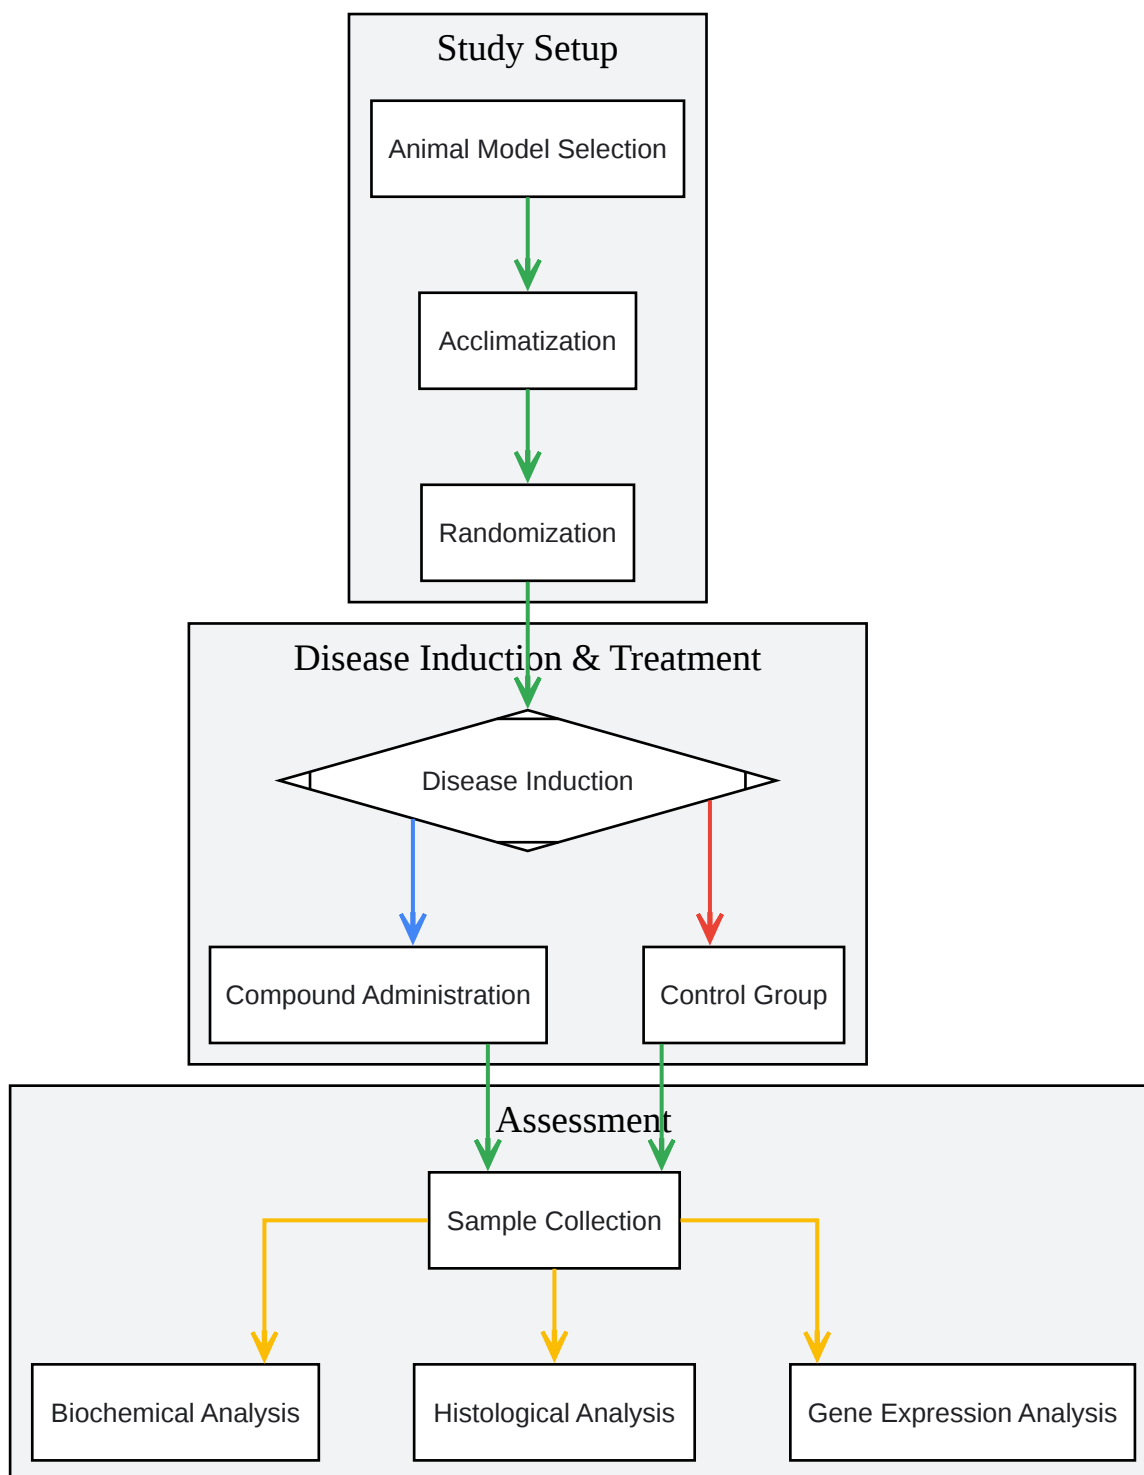 Study Setup
Animal Model Selection
Acclimatization
Randomization
Disease Induction & Treatment
Disease Induction
Compound Administration
Control Group
Assessment
Sample Collection
Biochemical Analysis
Histological Analysis
Gene Expression Analysis